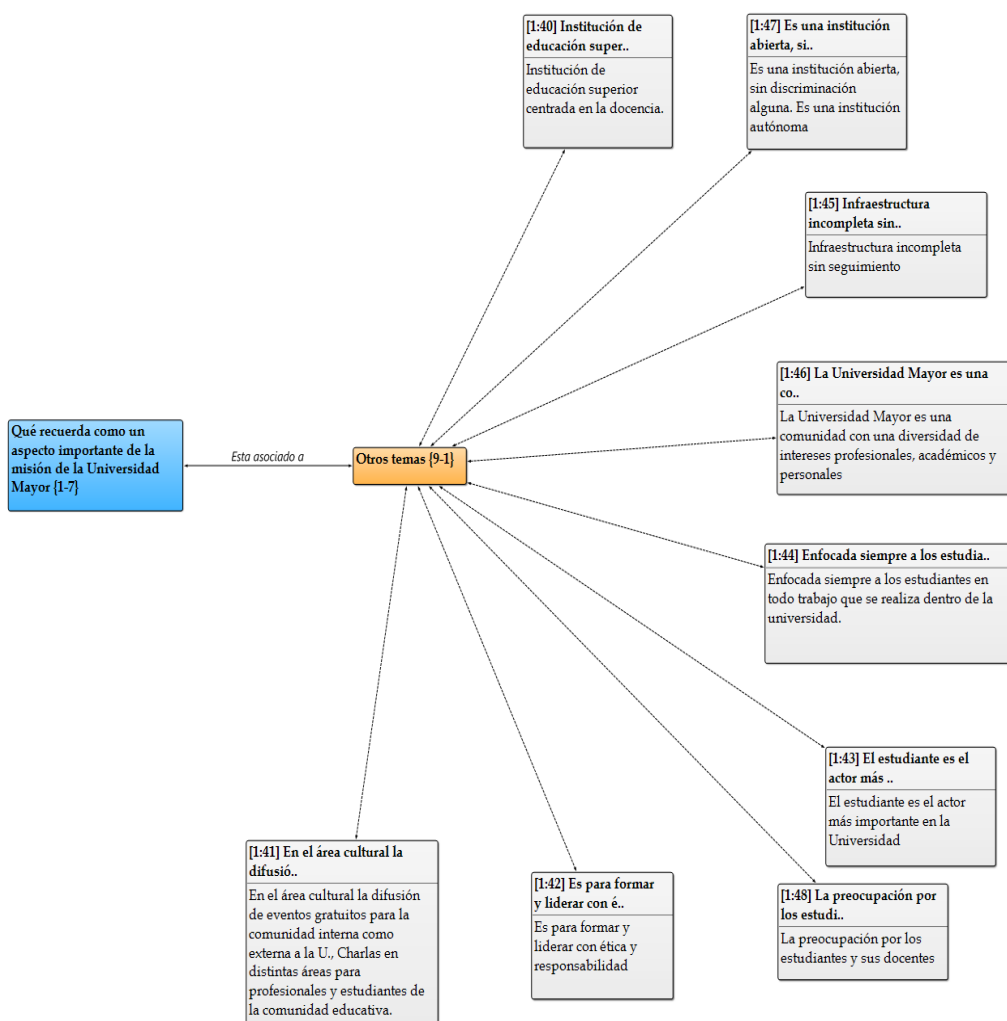 [1:40] Institución de
educación super..
Institución de
educación superior
centrada en la docencia.
[1:47] Es una institución
abierta, si..
Es una institución abierta,
sin discriminación
alguna. Es una institución
autónoma
[1:45] Infraestructura
incompleta sin..
Infraestructura incompleta
sin seguimiento
[1:46] La Universidad Mayor es una
co..
La Universidad Mayor es una
comunidad con una diversidad de
intereses profesionales, académicos y
personales
Qué recuerda como un
aspecto importante de la
misión de la Universidad
Mayor {1-7}
Esta asociado a
Otros temas {9-1}
[1:44] Enfocada siempre a los estudia..
Enfocada siempre a los estudiantes en
todo trabajo que se realiza dentro de la
universidad.
[1:43] El estudiante es el
actor más ..
El estudiante es el actor
más importante en la
Universidad
[1:41] En el área cultural la
difusió..
En el área cultural la difusión
de eventos gratuitos para la
comunidad interna como
externa a la U., Charlas en
distintas áreas para
profesionales y estudiantes de
la comunidad educativa.
[1:42] Es para formar
y liderar con é..
Es para formar y
liderar con ética y
responsabilidad
[1:48] La preocupación por
los estudi..
La preocupación por los
estudiantes y sus docentes